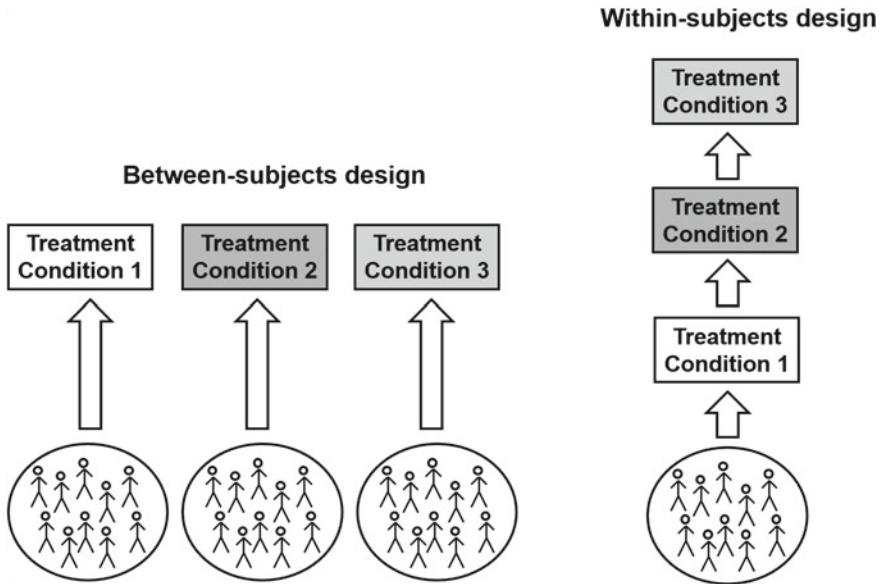 Between-subjects design
Treatment
Condition 1
Treatment
Condition 2
Treatment
Condition 3
Within-subjects design
Treatment
Condition 3
Treatment
Condition 2
Treatment
Condition 1